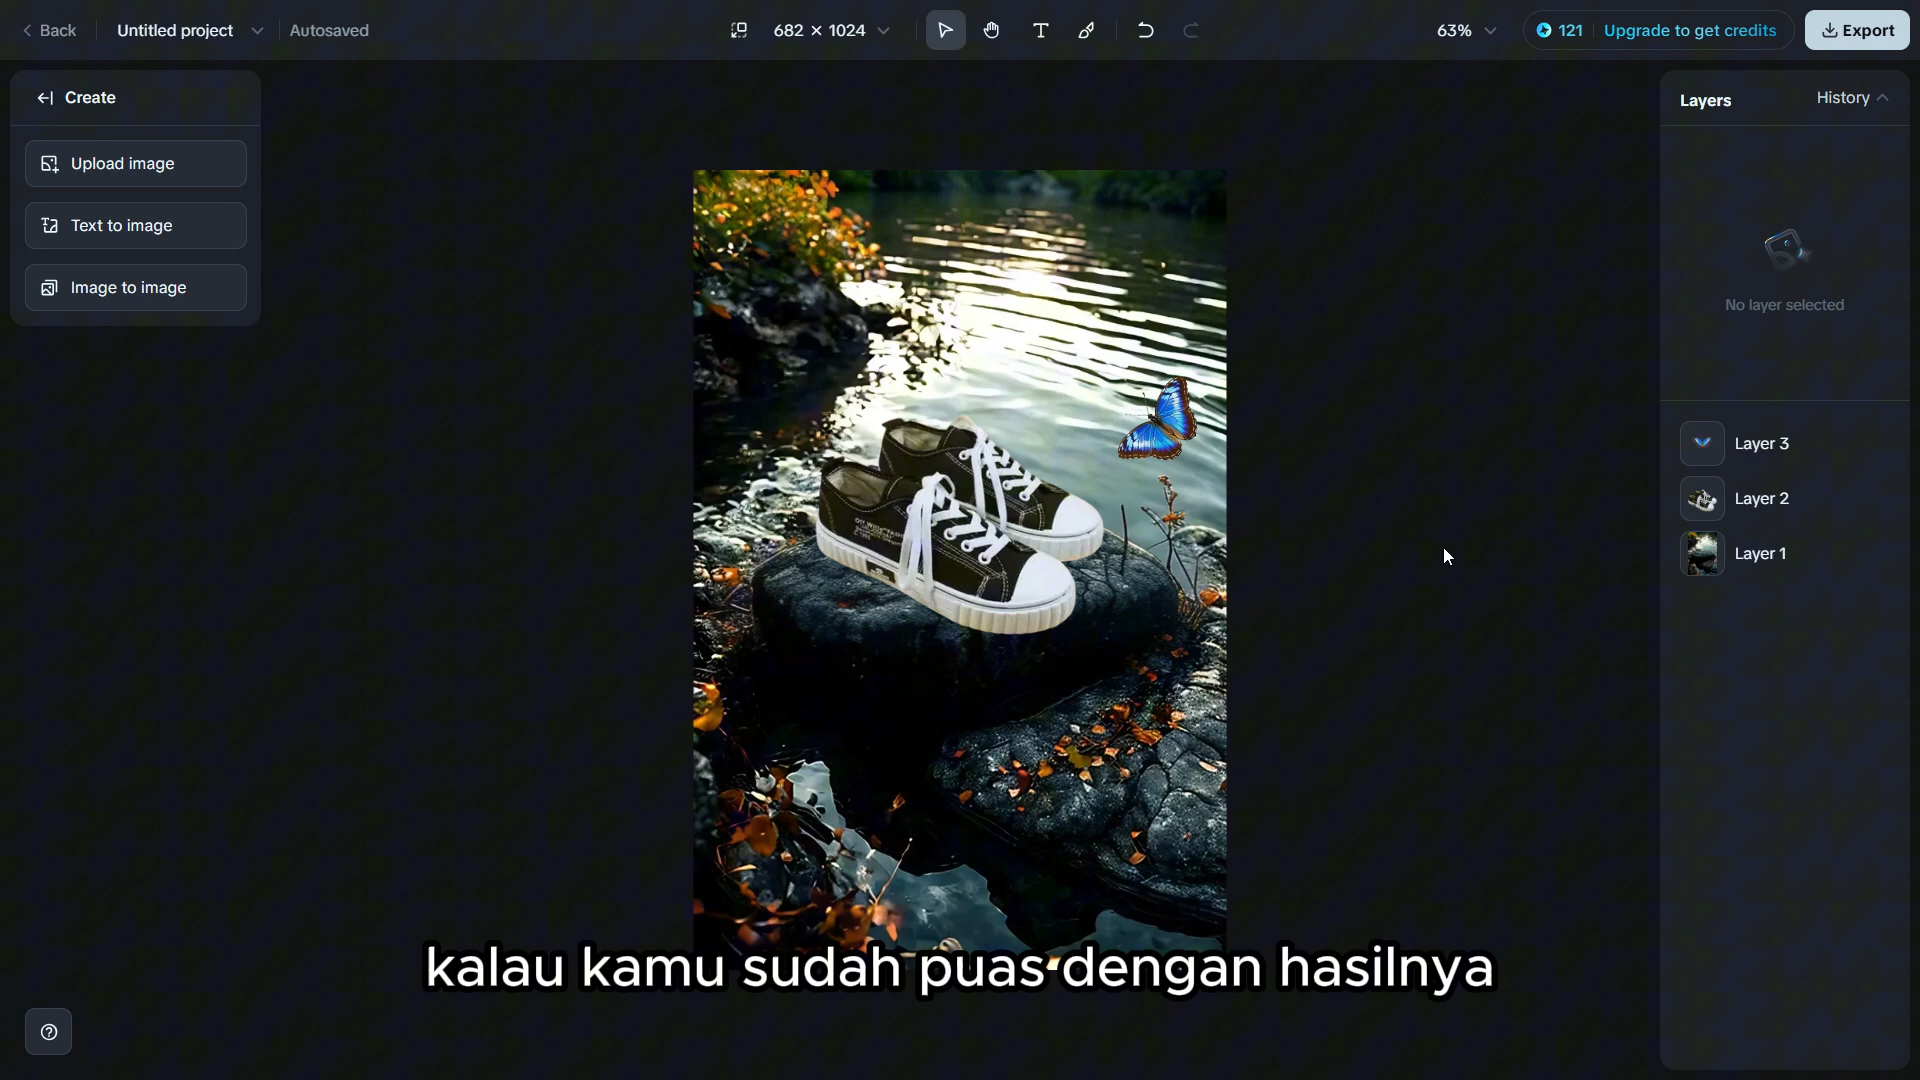 Back
Untitled project
Autosaved
682 × 1024
63%
121
Upgrade to get credits
Export
Create
Upload image
Text to image
Image to image
Layers
History
No layer selected
Layer 3
Layer 2
Layer 1
kalau kamu sudah puas dengan hasilnya